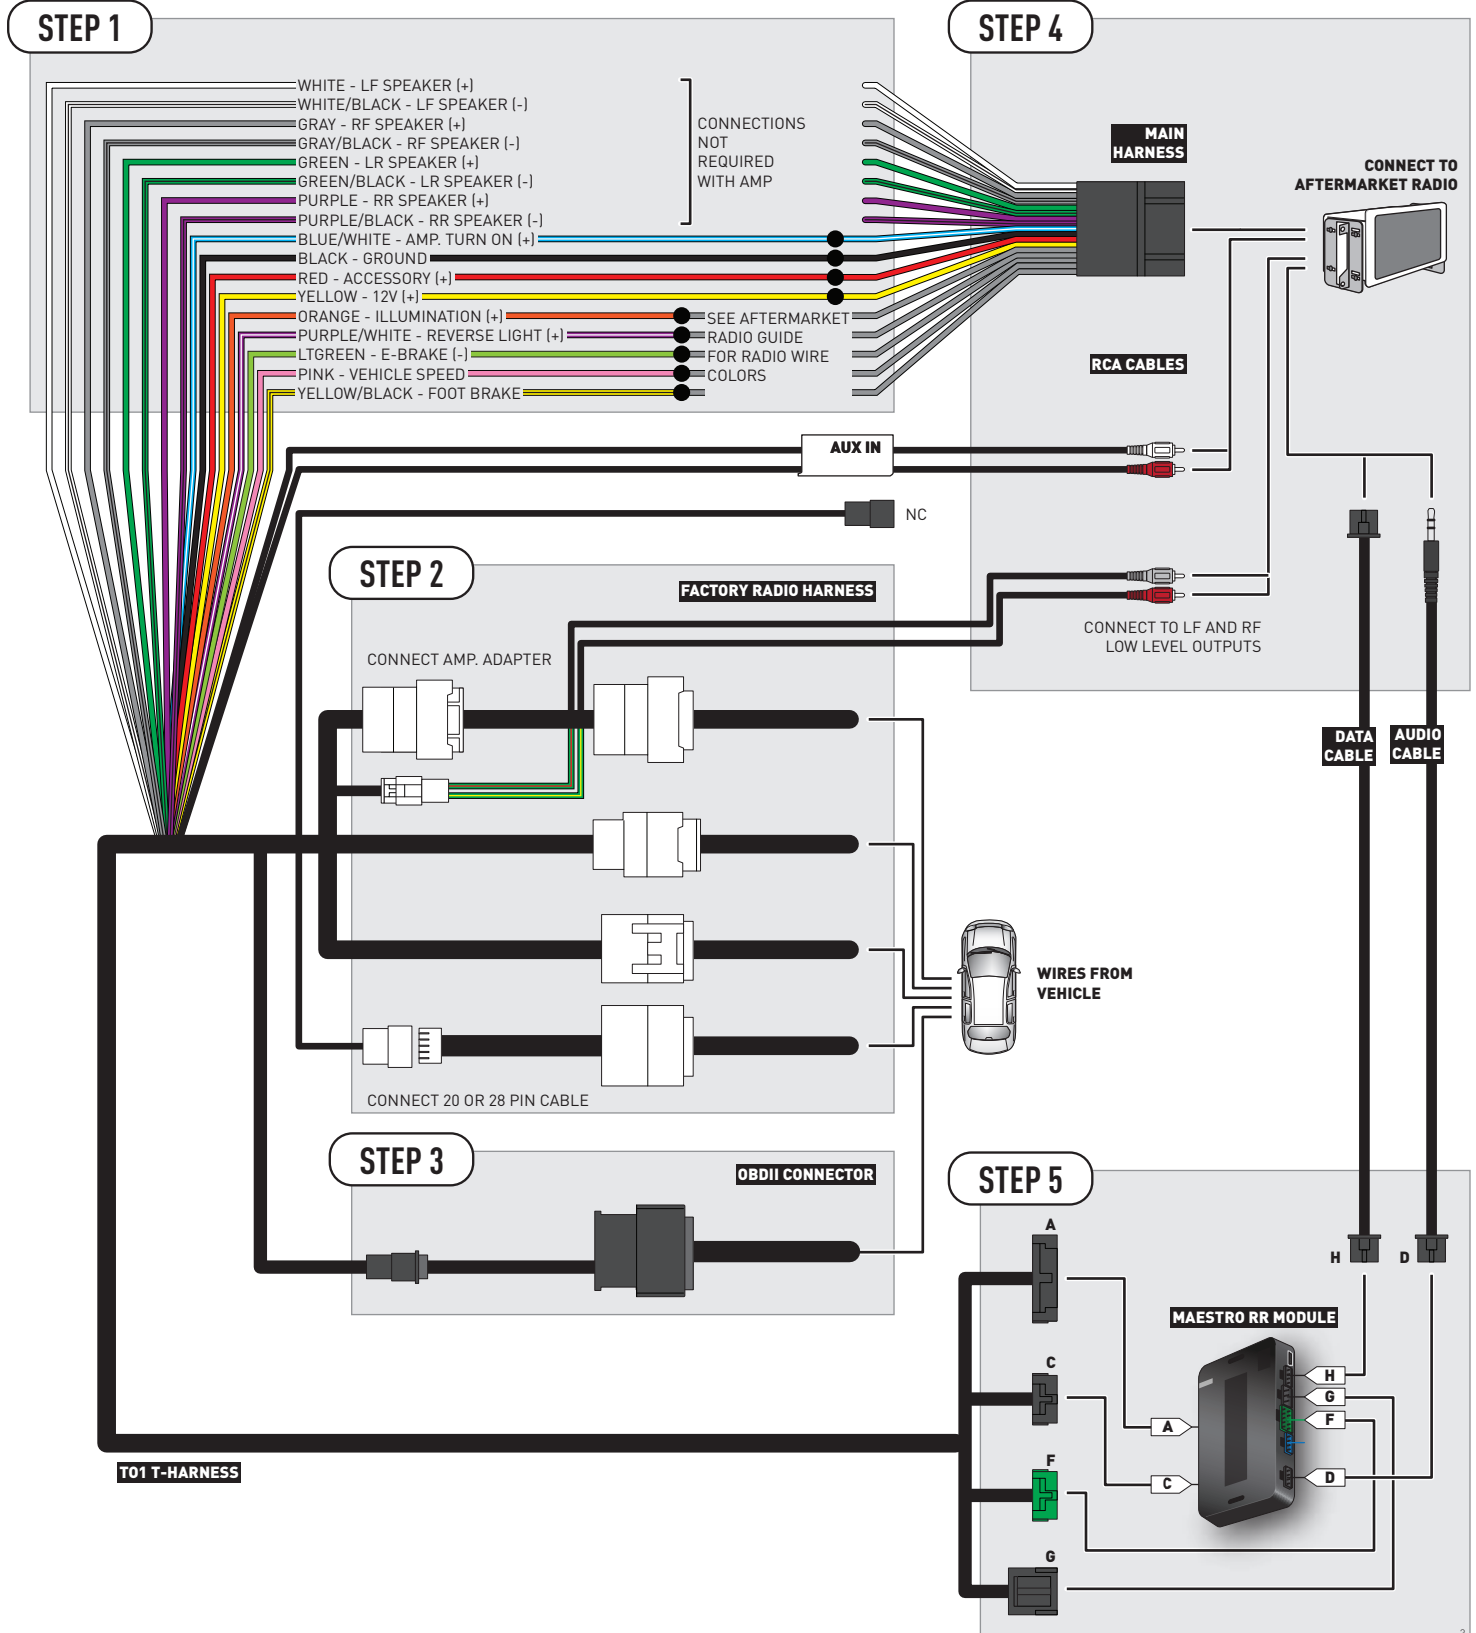 STEP 1
WHITE - LF SPEAKER (+)
WHITE/BLACK - LF SPEAKER (-)
GRAY - RF SPEAKER (+)
GRAY/BLACK - RF SPEAKER (-)
GREEN - LR SPEAKER (+)
GREEN/BLACK - LR SPEAKER (-)
PURPLE - RR SPEAKER (+)
PURPLE/BLACK - RR SPEAKER (-)
BLUE/WHITE - AMP. TURN ON (+)
BLACK - GROUND
RED - ACCESSORY (+)
YELLOW - 12V (+)
ORANGE - ILLUMINATION (+)
PURPLE/WHITE - REVERSE LIGHT (+)
LTGREEN - E-BRAKE (-)
PINK - VEHICLE SPEED
YELLOW/BLACK - FOOT BRAKE
CONNECTIONS
NOT
REQUIRED
WITH AMP
SEE AFTERMARKET
RADIO GUIDE
FOR RADIO WIRE
COLORS
AUX IN
NC
STEP 4
MAIN
HARNESS
CONNECT TO
AFTERMARKET RADIO
RCA CABLES
CONNECT TO LF AND RF
LOW LEVEL OUTPUTS
DATA
CABLE
AUDIO
CABLE
STEP 2
FACTORY RADIO HARNESS
CONNECT AMP. ADAPTER
CONNECT 20 OR 28 PIN CABLE
WIRES FROM
VEHICLE
STEP 3
OBDII CONNECTOR
T01 T-HARNESS
STEP 5
A
H
D
MAESTRO RR MODULE
C
H
G
F
A
D
C
F
G
2